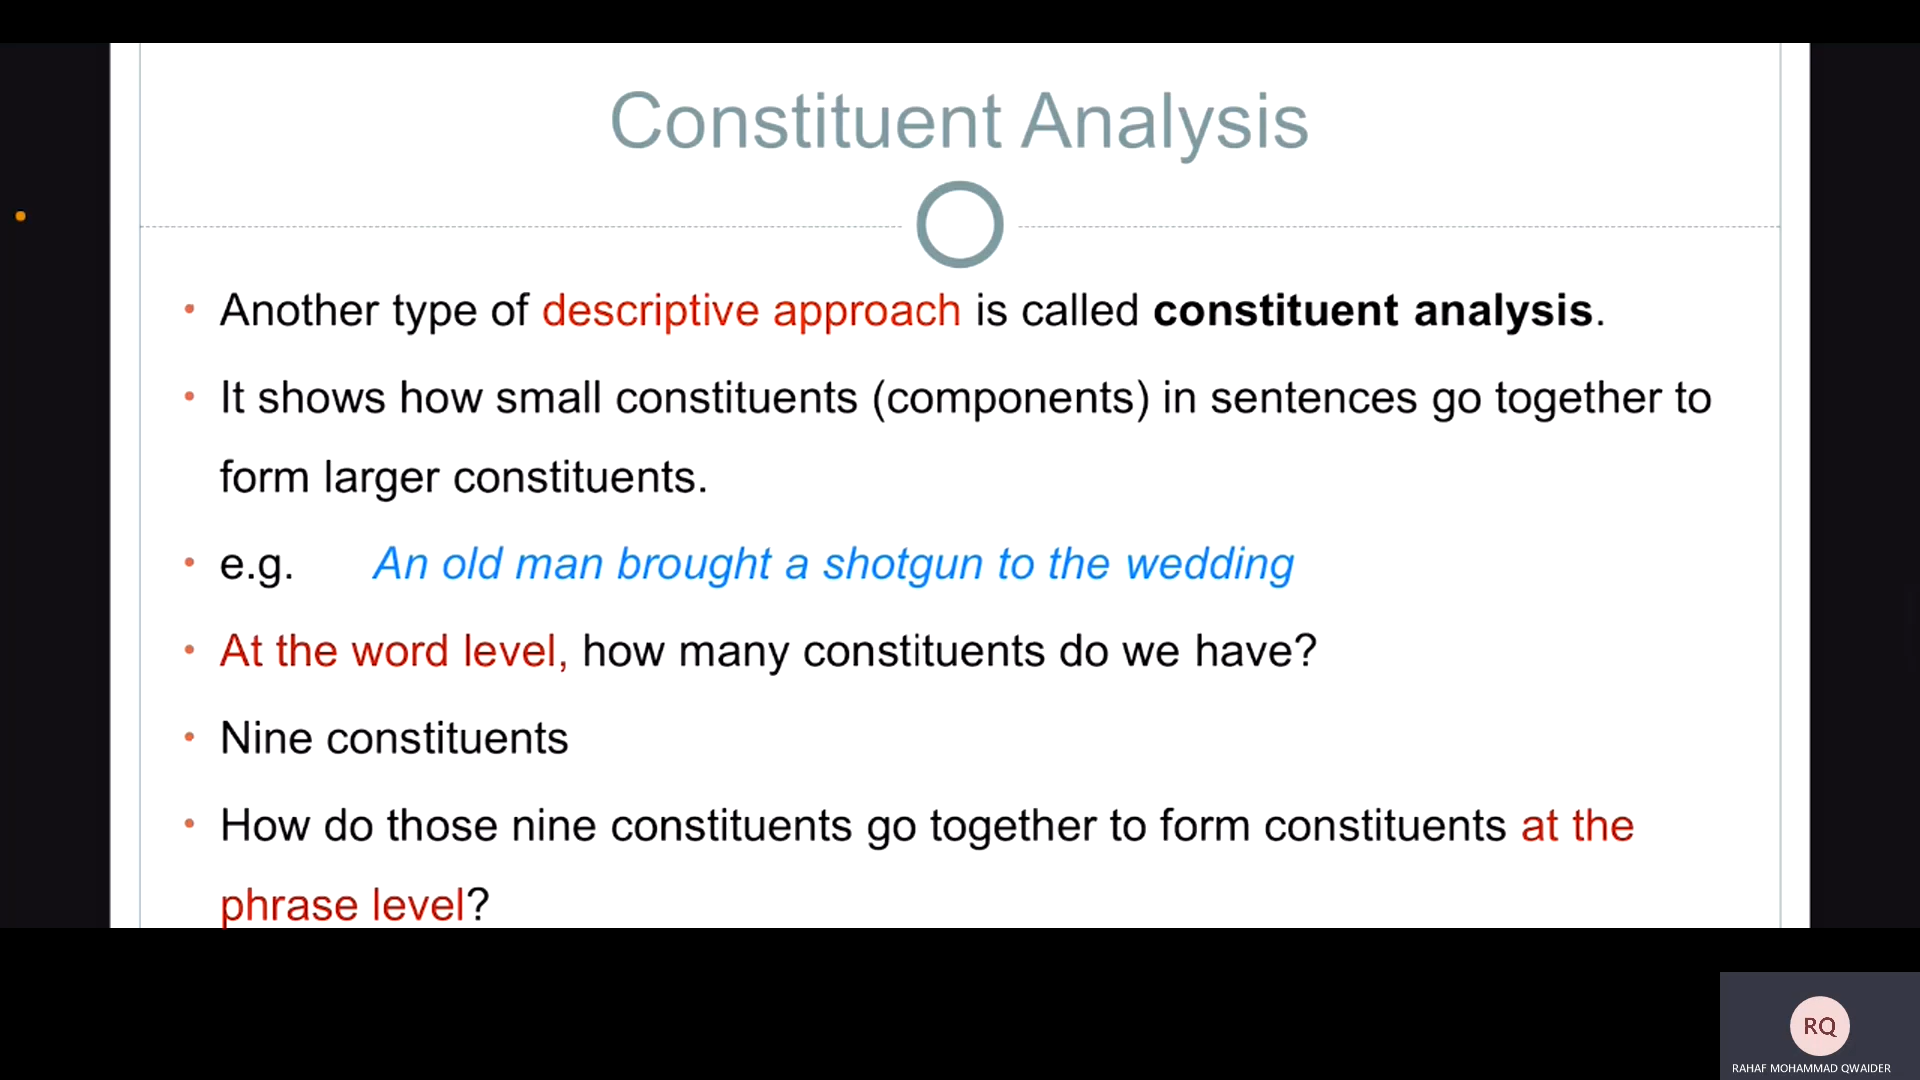 Constituent Analysis
• Another type of descriptive approach is called constituent analysis.
• It shows how small constituents (components) in sentences go together to
form larger constituents.
• e.g. An old man brought a shotgun to the wedding
• At the word level, how many constituents do we have?
• Nine constituents
• How do those nine constituents go together to form constituents at the
phrase level?
RQ
RAHAF MOHAMMAD QWAIDER